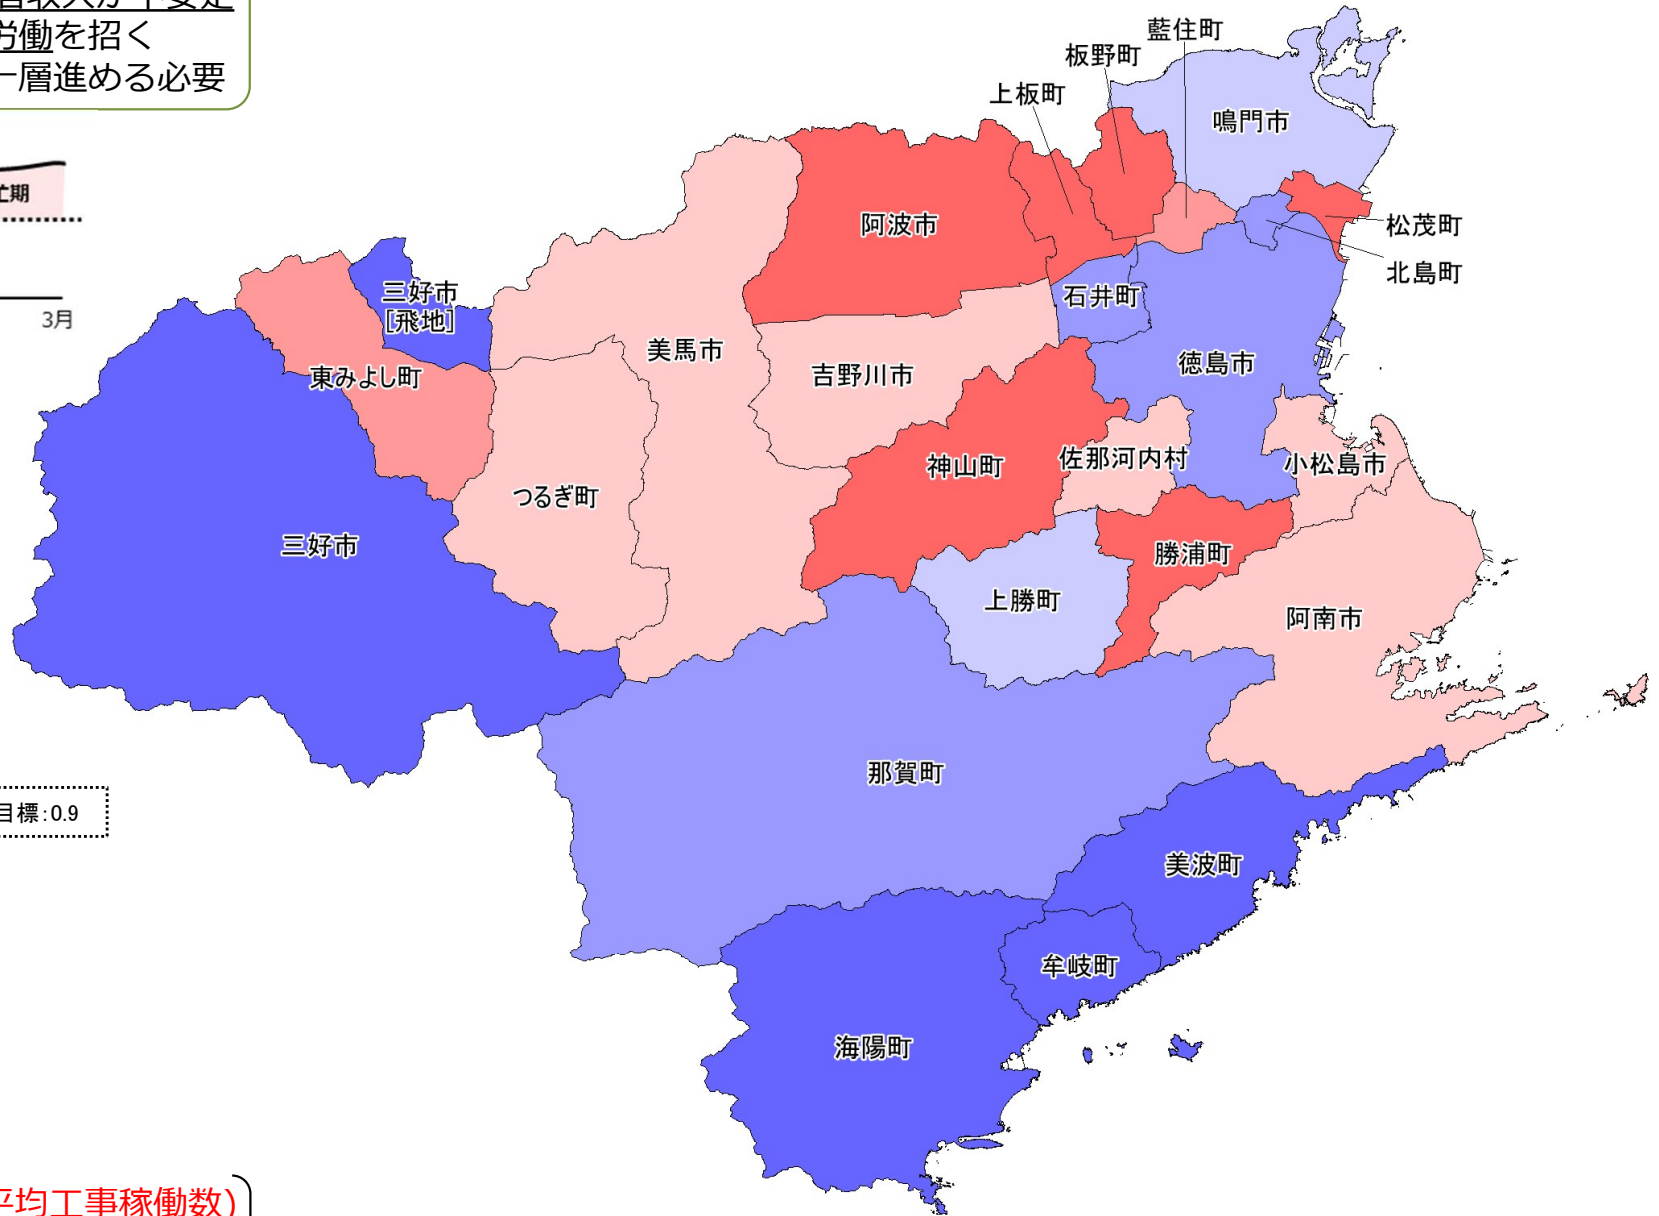 労働を招く
一層進める必要
忙期
3月
目標：0.9
平均工事稼働数)
藍住町
板野町
上板町
鳴門市
阿波市
松茂町
北島町
三好市
[飛地]
石井町
美馬市
東みよし町
吉野川市
徳島市
神山町
佐那河内村
小松島市
つるぎ町
三好市
勝浦町
上勝町
阿南市
那賀町
美波町
牟岐町
海陽町